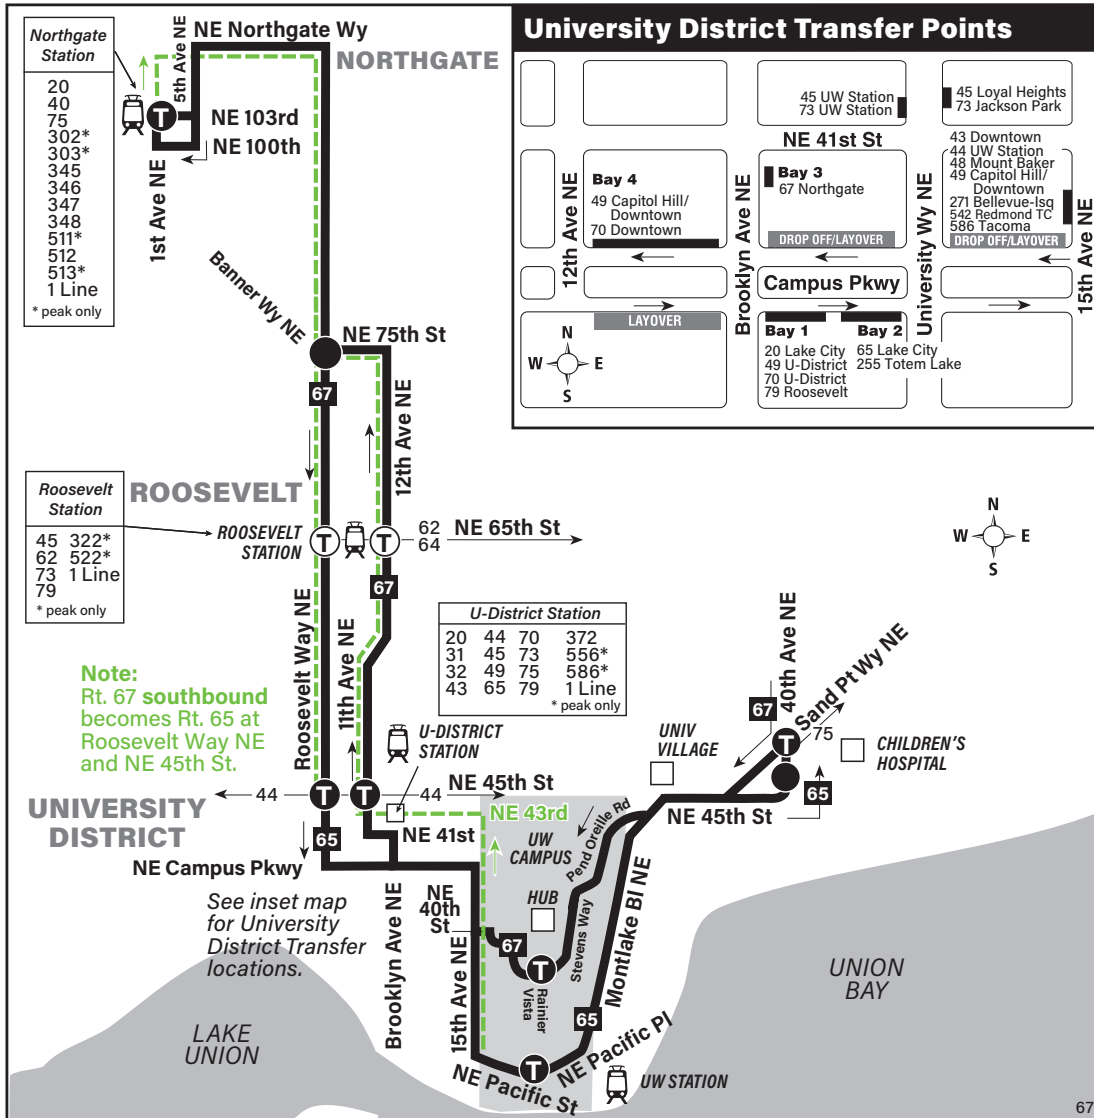 Northgate
Station
20
40
75
302*
303*
345
346
347
348
511*
512
513*
1 Line
* peak only
NE Northgate Wy
NORTHGATE
5th Ave NE
T
NE 103rd
NE 100th
1st Ave NE
Banner Wy NE
NE 75th St
67
12th Ave NE
ROOSEVELT
Roosevelt
Station
45 322*
62 522*
73 1 Line
79
* peak only
ROOSEVELT
STATION
T
T
62
64
NE 65th St
67
Roosevelt Way NE
11th Ave NE
Note:
Rt. 67 southbound
becomes Rt. 65 at
Roosevelt Way NE
and NE 45th St.
U-District Station
20 44 70 372
31 45 73 556*
32 49 75 586*
43 65 79 1 Line
* peak only
U-DISTRICT
STATION
44
T
T
44
NE 45th St
UNIVERSITY
DISTRICT
65
NE 41st
NE 43rd
NE Campus Pkwy
See inset map
for University
District Transfer
locations.
Brooklyn Ave NE
NE
40th
St
15th Ave NE
67
T
Rainier
Vista
HUB
UW
CAMPUS
Stevens Way
Pend Oreille Rd
Montlake Bl NE
65
NE Pacific St
T
NE Pacific Pl
UW STATION
UNIV
VILLAGE
67
40th Ave NE
Sand Pt Wy NE
T
75
CHILDREN'S
HOSPITAL
65
NE 45th St
LAKE
UNION
UNION
BAY
N
W E
S
67
University District Transfer Points
45 UW Station
73 UW Station
45 Loyal Heights
73 Jackson Park
NE 41st St
12th Ave NE
Bay 4
49 Capitol Hill/
Downtown
70 Downtown
Brooklyn Ave NE
Bay 3
67 Northgate
DROP OFF/LAYOVER
University Wy NE
43 Downtown
44 UW Station
48 Mount Baker
49 Capitol Hill/
Downtown
271 Bellevue-Isq
542 Redmond TC
586 Tacoma
DROP OFF/LAYOVER
15th Ave NE
Campus Pkwy
LAYOVER
Bay 1
20 Lake City
49 U-District
70 U-District
79 Roosevelt
Bay 2
65 Lake City
255 Totem Lake
N
W E
S